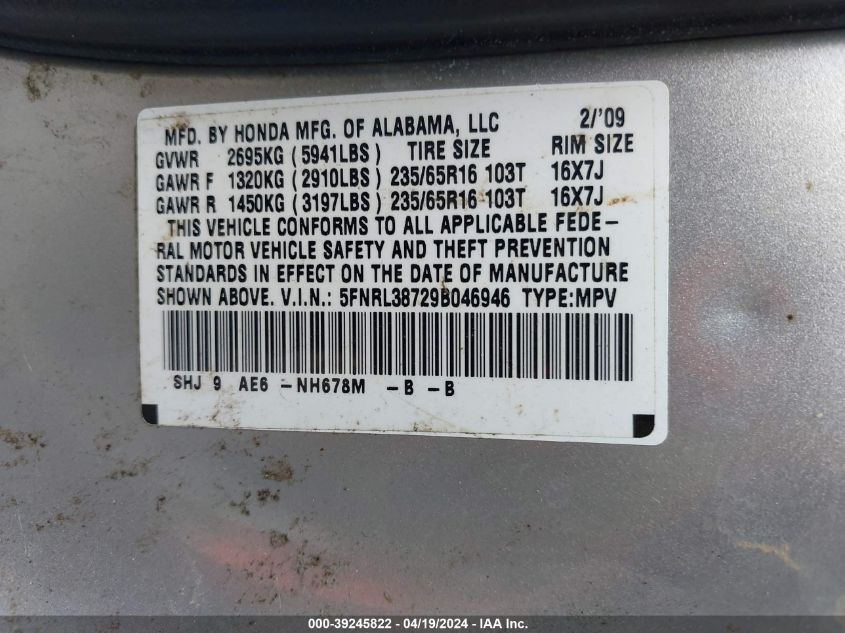 MFD. BY HONDA MFG. OF ALABAMA, LLC 2/'09
GVWR 2695KG (5941LBS) TIRE SIZE RIM SIZE
GAWR F 1320KG (2910LBS) 235/65R16 103T 16X7J
GAWR R 1450KG (3197LBS) 235/65R16 103T 16X7J
THIS VEHICLE CONFORMS TO ALL APPLICABLE FEDE-
RAL MOTOR VEHICLE SAFETY AND THEFT PREVENTION
STANDARDS IN EFFECT ON THE DATE OF MANUFACTURE
SHOWN ABOVE. V.I.N.: 5FNRL38729B046946 TYPE:MPV
SHJ 9 AE6 -NH678M -B -B
000-39245822 - 04/19/2024 - IAA Inc.